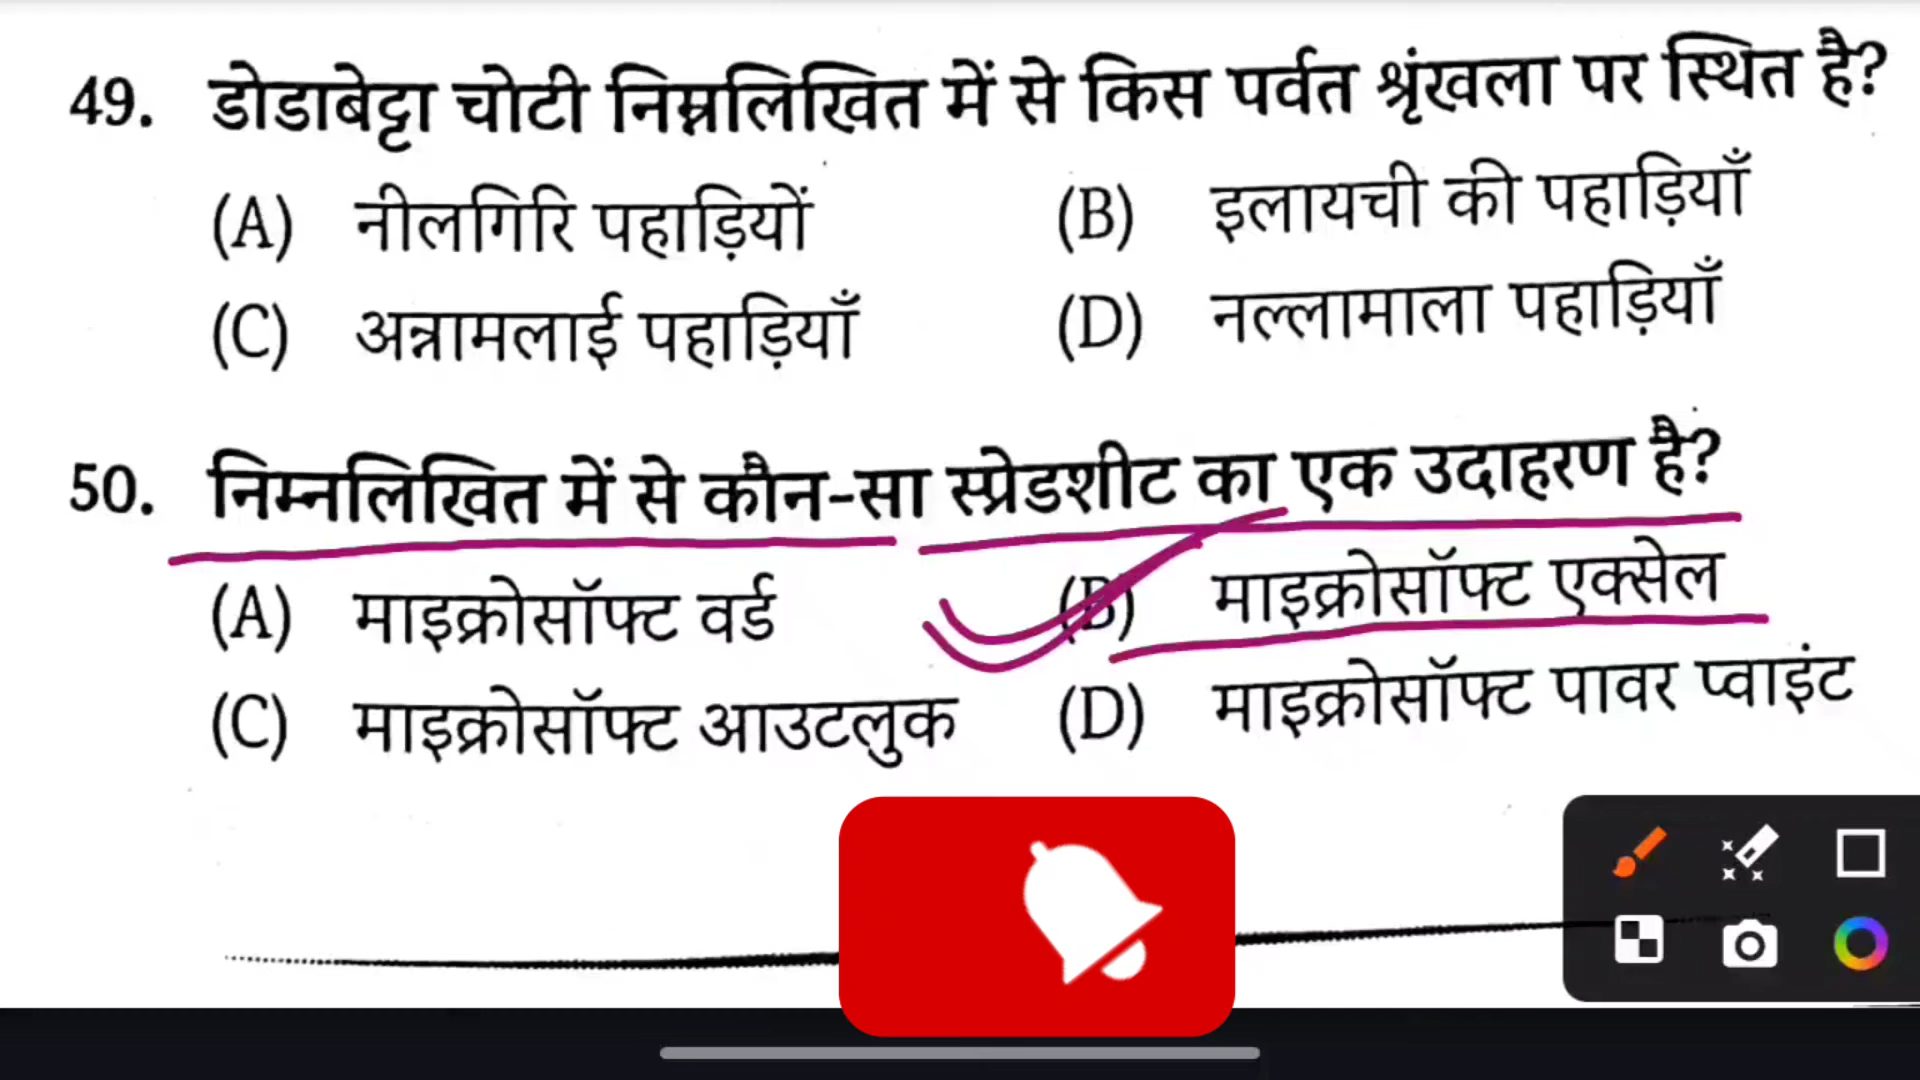 49. डोडाबेट्टा चोटी निम्नलिखित में से किस पर्वत श्रृंखला पर स्थित है?
(A) नीलगिरि पहाड़ियों (B) इलायची की पहाड़ियाँ
(C) अन्नामलाई पहाड़ियाँ (D) नल्लामाला पहाड़ियाँ
50. निम्नलिखित में से कौन-सा स्प्रेडशीट का एक उदाहरण है?
(A) माइक्रोसॉफ्ट वर्ड (B) माइक्रोसॉफ्ट एक्सेल
(C) माइक्रोसॉफ्ट आउटलुक (D) माइक्रोसॉफ्ट पावर प्वाइंट